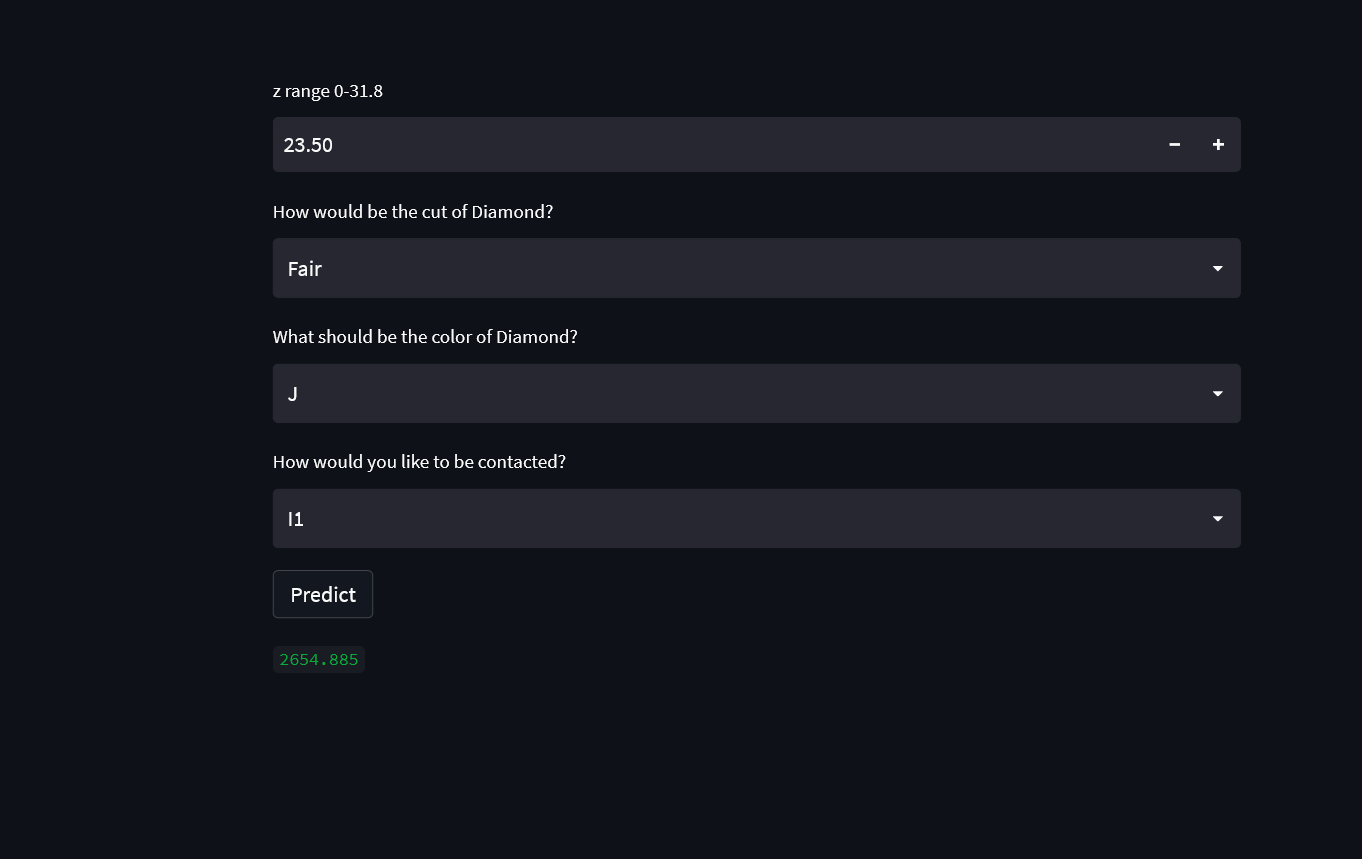 z range 0-31.8
23.50
How would be the cut of Diamond?
Fair
What should be the color of Diamond?
J
How would you like to be contacted?
I1
Predict
2654.885